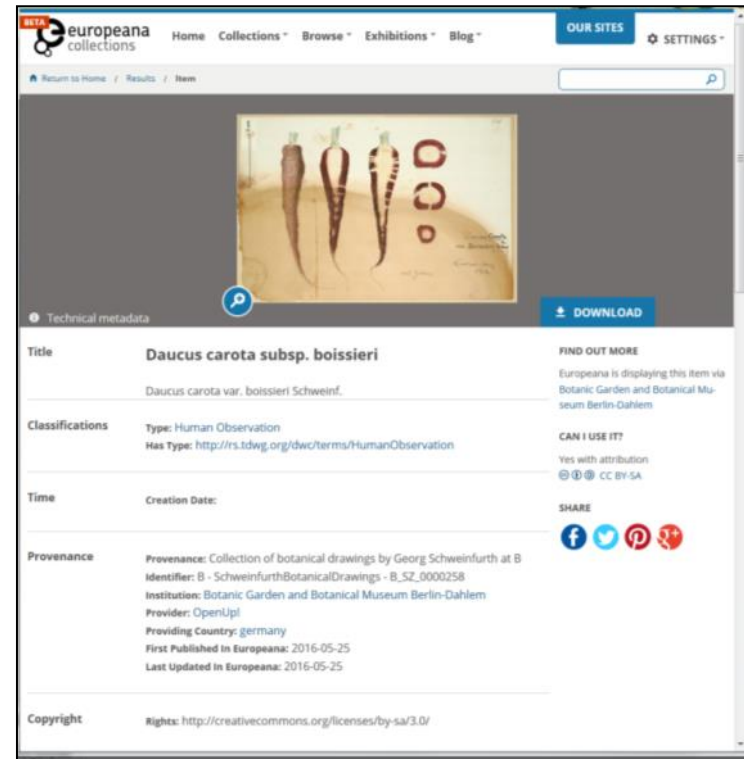 BETA
europeana
collections
Home Collections Browse Exhibitions Blog
OUR SITES
SETTINGS
Return to Home / Results / Item
Technical metadata
DOWNLOAD
Title
Daucus carota subsp. boissieri
Daucus carota var. boissieri Schweinf.
Classifications
Type: Human Observation
Has Type: http://rs.tdwg.org/dwc/terms/HumanObservation
Time
Creation Date:
Provenance
Provenance: Collection of botanical drawings by Georg Schweinfurth at B
Identifier: B - SchweinfurthBotanicalDrawings - B_SZ_0000258
Institution: Botanic Garden and Botanical Museum Berlin-Dahlem
Provider: OpenUp!
Providing Country: germany
First Published In Europeana: 2016-05-25
Last Updated In Europeana: 2016-05-25
Copyright
Rights: http://creativecommons.org/licenses/by-sa/3.0/
FIND OUT MORE
Europeana is displaying this item via
Botanic Garden and Botanical Mu-
seum Berlin-Dahlem
CAN I USE IT?
Yes with attribution
CC BY-SA
SHARE